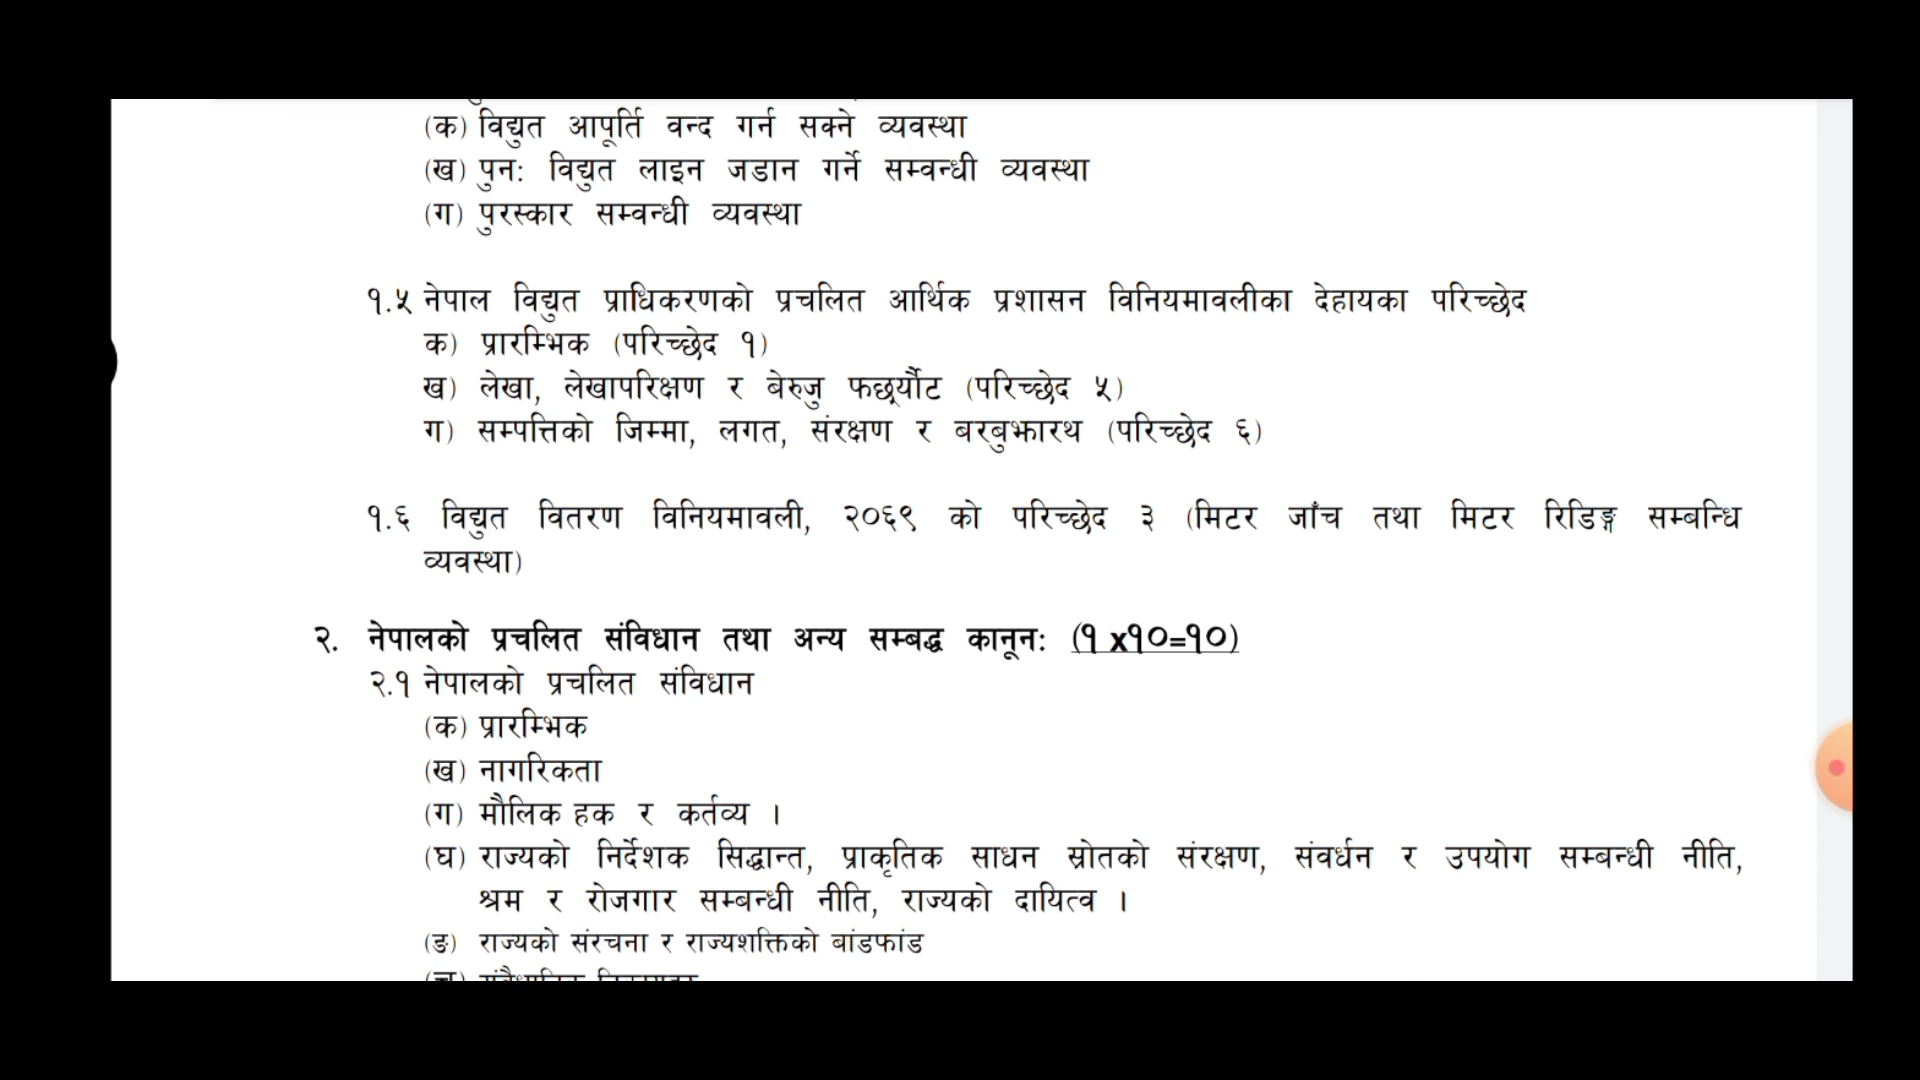 (क) विद्युत आपूर्ति वन्द गर्न सक्ने व्यवस्था
(ख) पुनः विद्युत लाइन जडान गर्ने सम्वन्धी व्यवस्था
(ग) पुरस्कार सम्वन्धी व्यवस्था
१.५ नेपाल विद्युत प्राधिकरणको प्रचलित आर्थिक प्रशासन विनियमावलीका देहायका परिच्छेद
क) प्रारम्भिक (परिच्छेद १)
ख) लेखा, लेखापरिक्षण र बेरुजु फछ्र्यौट (परिच्छेद ५)
ग) सम्पत्तिको जिम्मा, लगत, संरक्षण र बरबुझारथ (परिच्छेद ६)
१.६ विद्युत वितरण विनियमावली, २०६९ को परिच्छेद ३ (मिटर जाँच तथा मिटर रिडिङ्ग सम्बन्धि
व्यवस्था)
२. नेपालको प्रचलित संविधान तथा अन्य सम्बद्ध कानूनः (१ x१०=१०)
२.१ नेपालको प्रचलित संविधान
(क) प्रारम्भिक
(ख) नागरिकता
(ग) मौलिक हक र कर्तव्य ।
(घ) राज्यको निर्देशक सिद्धान्त, प्राकृतिक साधन स्रोतको संरक्षण, संवर्धन र उपयोग सम्बन्धी नीति,
श्रम र रोजगार सम्बन्धी नीति, राज्यको दायित्व ।
(ङ) राज्यको संरचना र राज्यशक्तिको बांडफांड